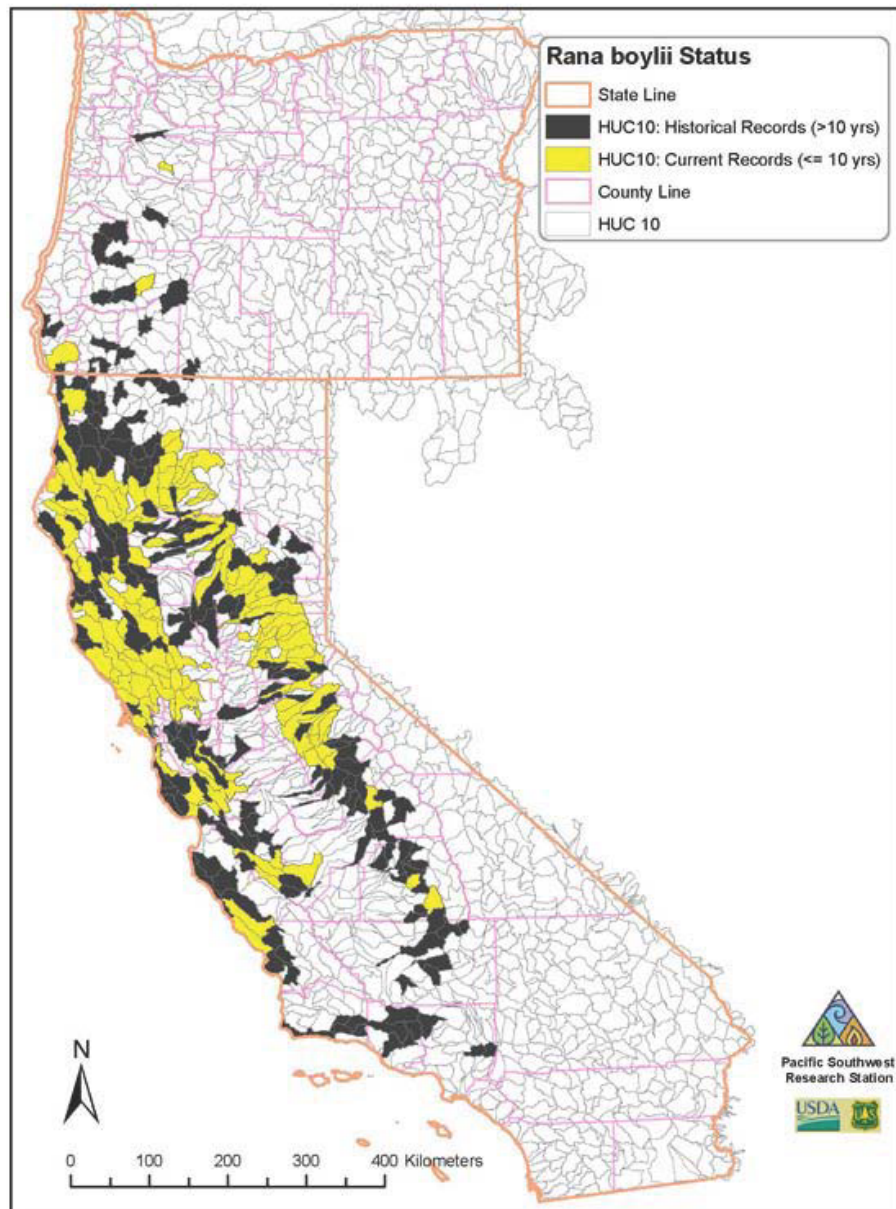 Rana boylii Status
State Line
HUC10: Historical Records (>10 yrs)
HUC10: Current Records (<= 10 yrs)
County Line
HUC 10
N
Pacific Southwest
Research Station
USDA
0 100 200 300 400 Kilometers